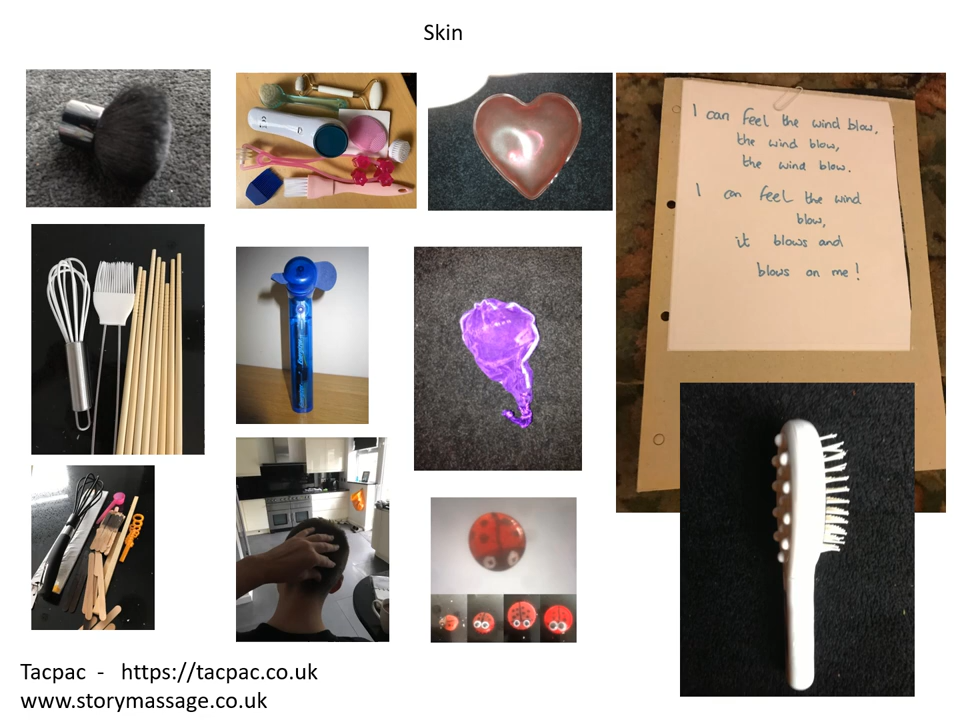 Skin
I can feel the wind blow,
the wind blow,
the wind blow.
I can feel the wind
blow,
it blows and
blows on me!
Tacpac - https://tacpac.co.uk
www.storymassage.co.uk